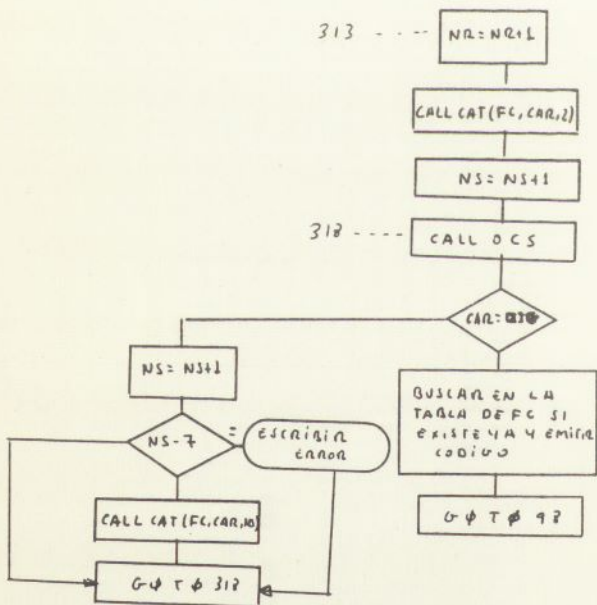 313 - - . . -
NR=NR+1
CALL CAT(FC,CAR,2)
NS=NS+1
318 - - - -
CALL OCS
CAR=
NS=NS+1
BUSCAR EN LA
TABLA DE FC SI
EXISTE YA Y EMITIR
CODIGO
NS-7
=
ESCRIBIR
ERROR
CALL CAT(FC,CAR,10)
GØTØ 98
GØTØ 318